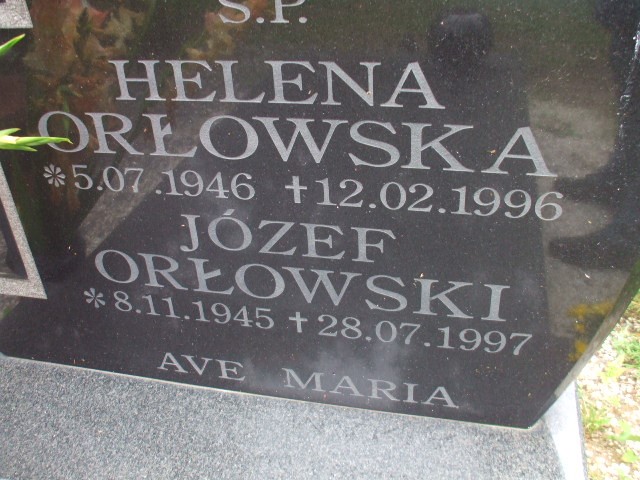 Ś.P.
HELENA
ORŁOWSKA
* 5.07.1946 †12.02.1996
JÓZEF
ORŁOWSKI
* 8.11.1945 † 28.07.1997
AVE MARIA